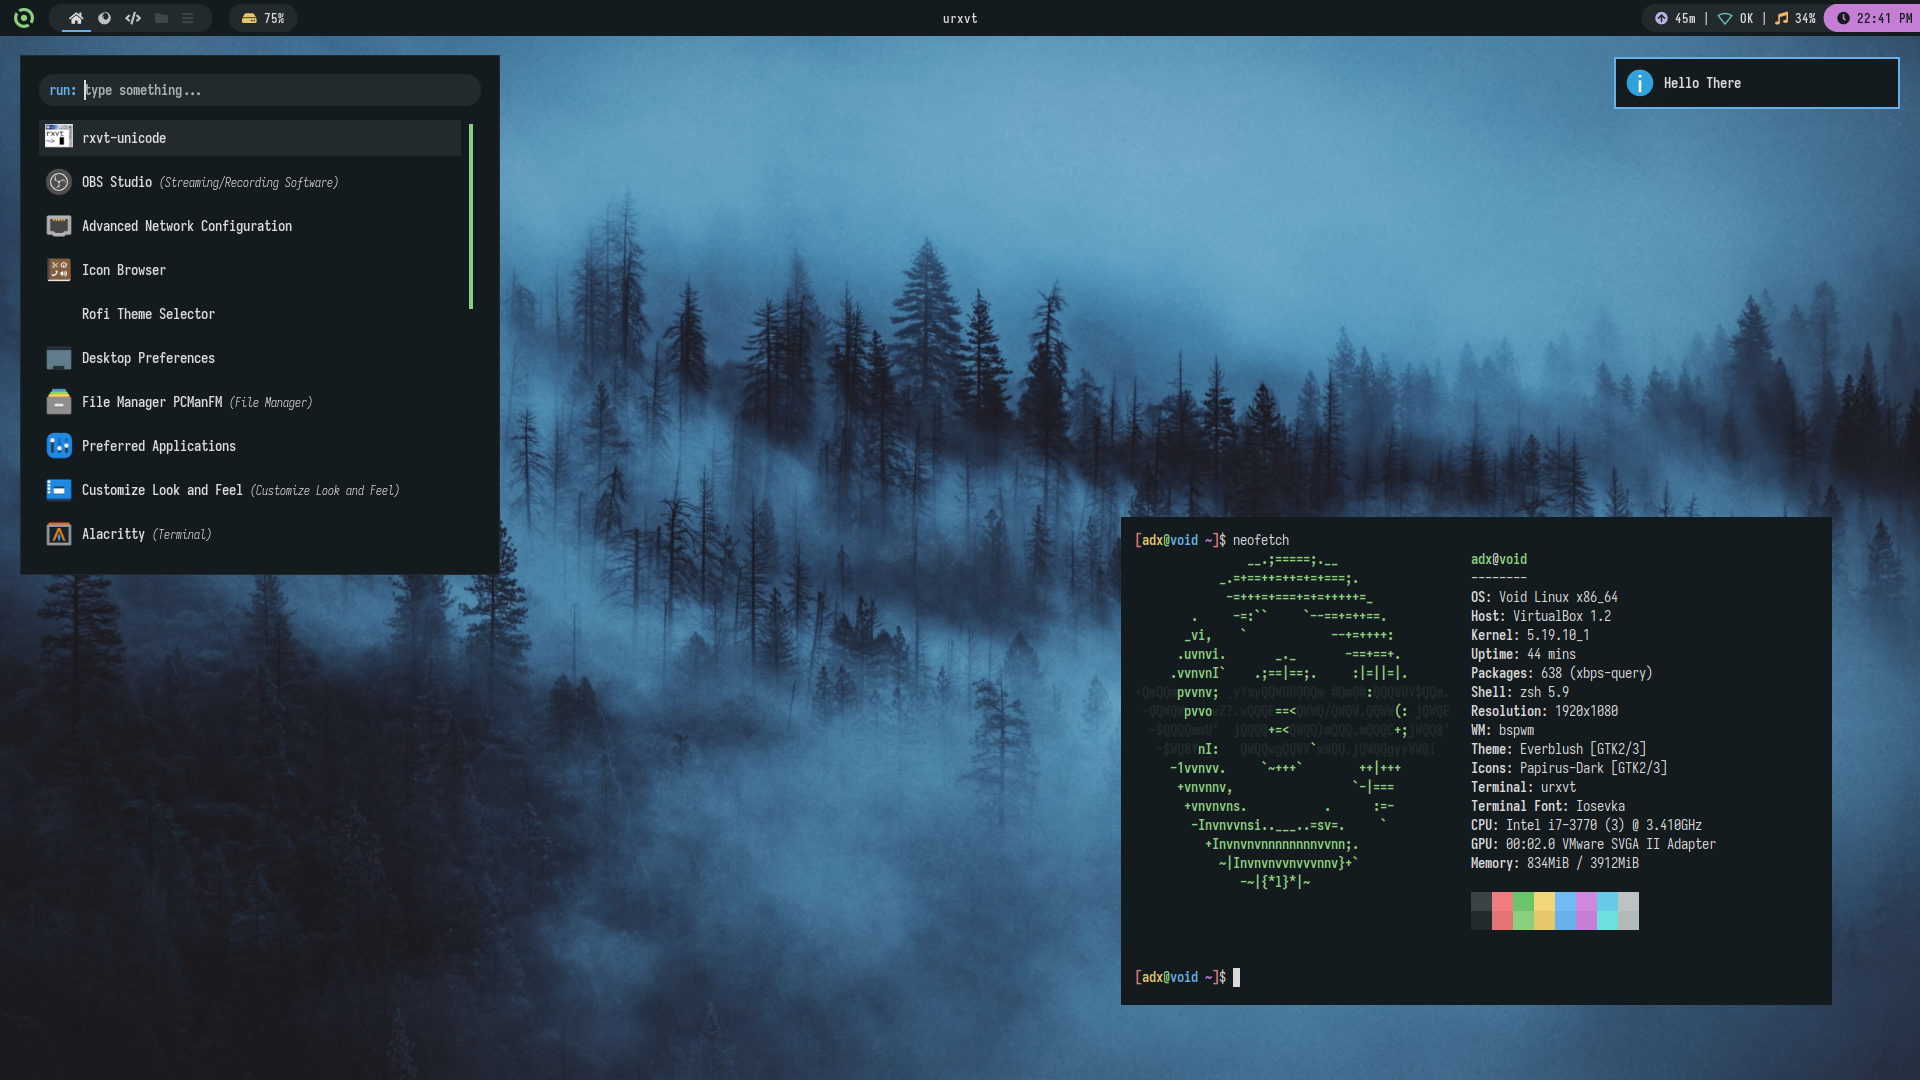 75%
urxvt
45m | OK | 34%
22:41 PM
run: type something...
rxvt-unicode
OBS Studio (Streaming/Recording Software)
Advanced Network Configuration
Icon Browser
Rofi Theme Selector
Desktop Preferences
File Manager PCManFM (File Manager)
Preferred Applications
Customize Look and Feel (Customize Look and Feel)
Alacritty (Terminal)
Hello There
[adx@void ~]$ neofetch
adx@void
--------
OS: Void Linux x86_64
Host: VirtualBox 1.2
Kernel: 5.19.10_1
Uptime: 44 mins
Packages: 638 (xbps-query)
Shell: zsh 5.9
Resolution: 1920x1080
WM: bspwm
Theme: Everblush [GTK2/3]
Icons: Papirus-Dark [GTK2/3]
Terminal: urxvt
Terminal Font: Iosevka
CPU: Intel i7-3770 (3) @ 3.410GHz
GPU: 00:02.0 VMware SVGA II Adapter
Memory: 834MiB / 3912MiB
[adx@void ~]$